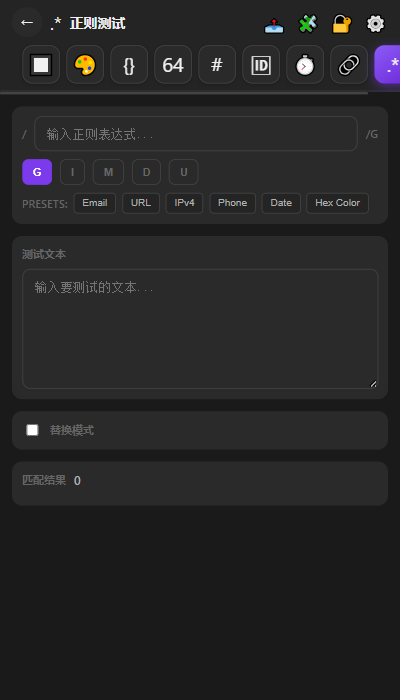 ← .* 正则测试
{} 64 # ID .*
/ 输入正则表达式... /G
G I M D U
PRESETS: Email URL IPv4 Phone Date Hex Color
测试文本
输入要测试的文本...
替换模式
匹配结果 0